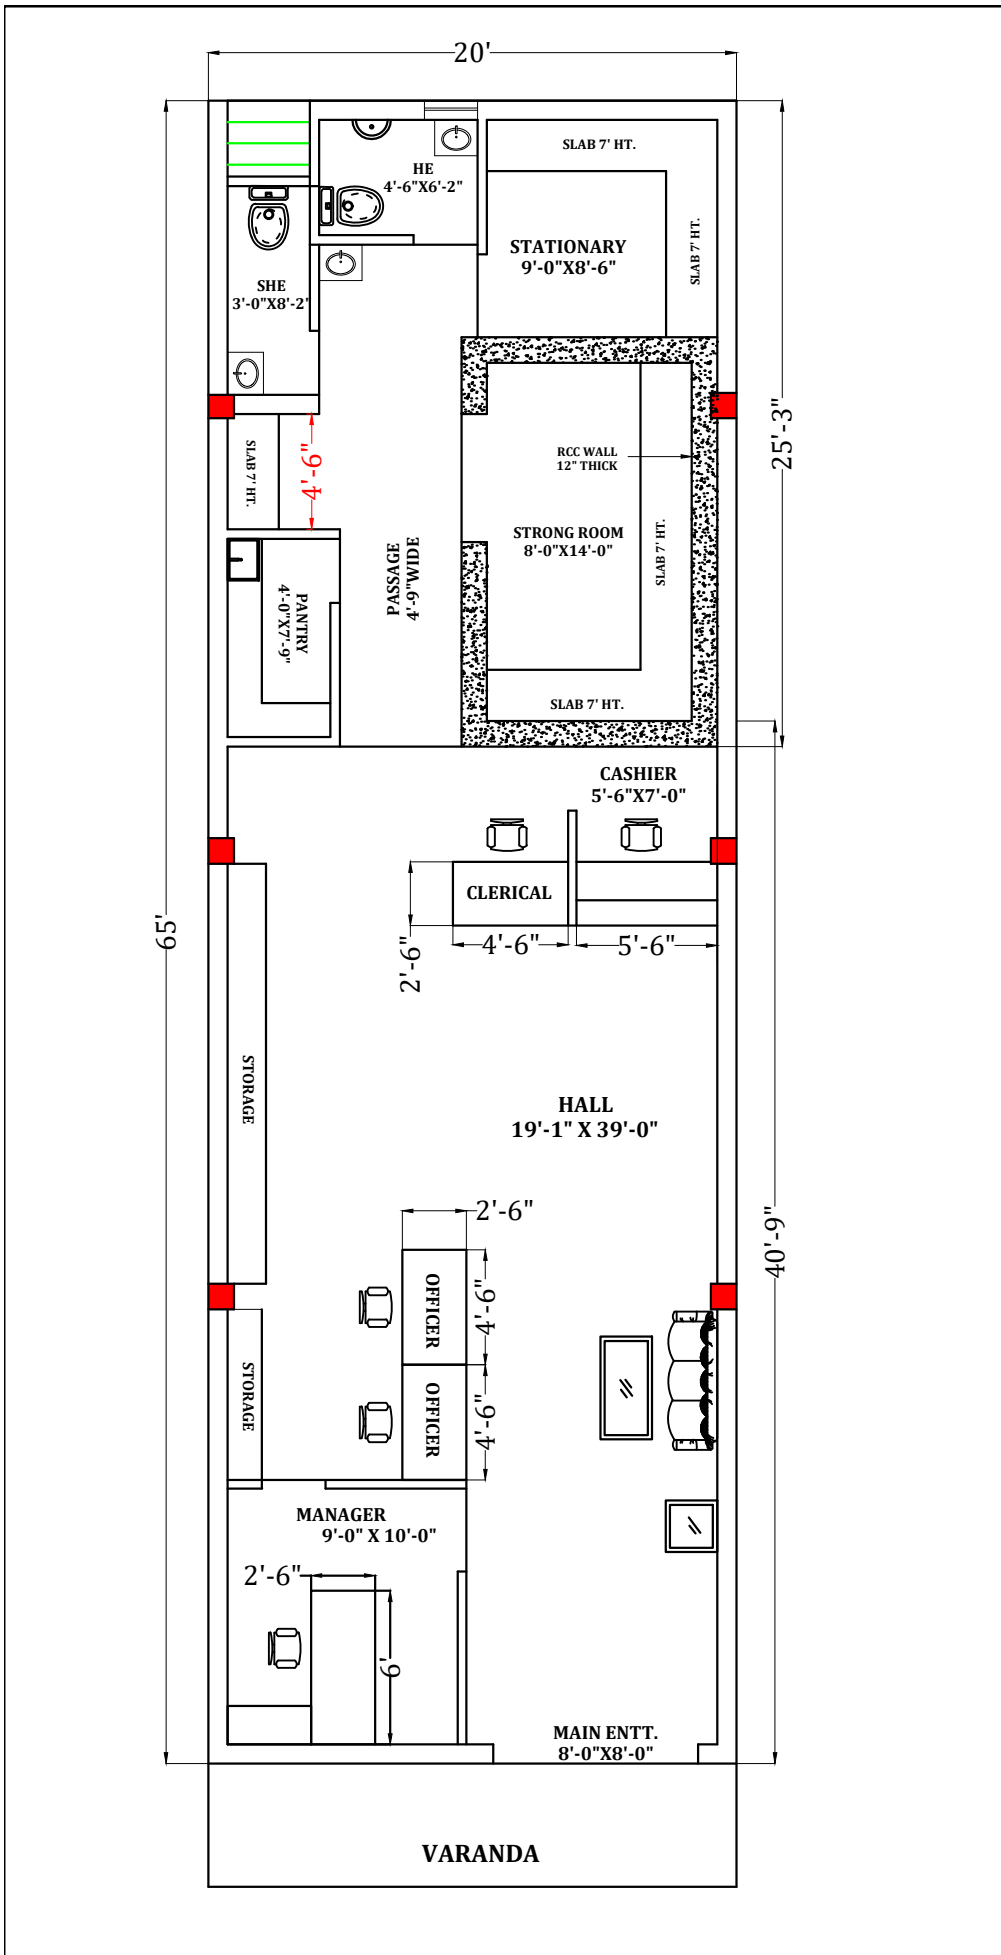 20'
SLAB 7' HT.
HE
4'-6"X6'-2"
SLAB 7' HT.
STATIONARY
9'-0"X8'-6"
SHE
3'-0"X8'-2"
25'-3"
SLAB 7' HT.
4'-6"
RCC WALL
12" THICK
STRONG ROOM
8'-0"X14'-0"
SLAB 7' HT.
PASSAGE
4'-9"WIDE
PANTRY
4'-0"X7'-9"
SLAB 7' HT.
CASHIER
5'-6"X7'-0"
CLERICAL
65'
2'-6"
4'-6"
5'-6"
STORAGE
HALL
19'-1" X 39'-0"
2'-6"
40'-9"
OFFICER
4'-6"
STORAGE
OFFICER
4'-6"
MANAGER
9'-0" X 10'-0"
2'-6"
6'
MAIN ENTT.
8'-0"X8'-0"
VARANDA